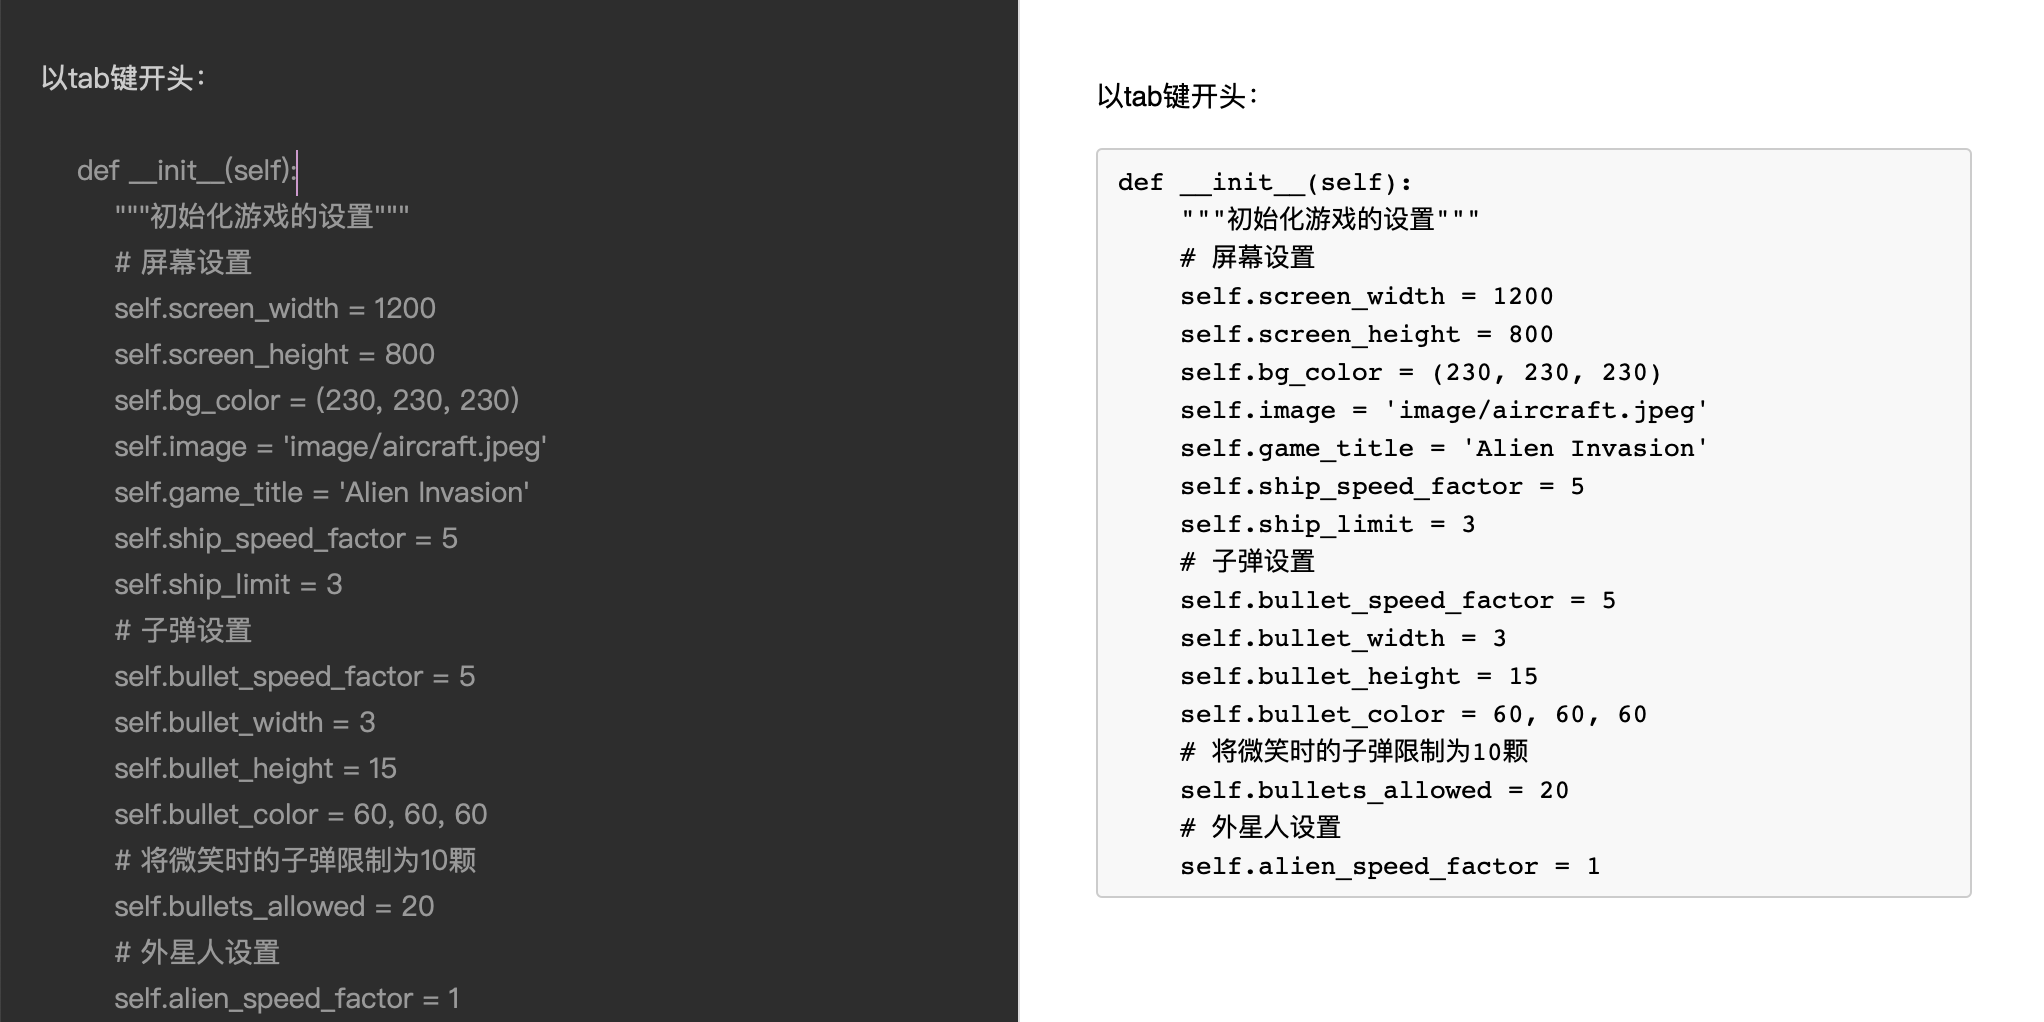 以tab键开头：
def __init__(self):
"""初始化游戏的设置"""
# 屏幕设置
self.screen_width = 1200
self.screen_height = 800
self.bg_color = (230, 230, 230)
self.image = 'image/aircraft.jpeg'
self.game_title = 'Alien Invasion'
self.ship_speed_factor = 5
self.ship_limit = 3
# 子弹设置
self.bullet_speed_factor = 5
self.bullet_width = 3
self.bullet_height = 15
self.bullet_color = 60, 60, 60
# 将微笑时的子弹限制为10颗
self.bullets_allowed = 20
# 外星人设置
self.alien_speed_factor = 1
以tab键开头：
def __init__(self):
    """初始化游戏的设置"""
    # 屏幕设置
    self.screen_width = 1200
    self.screen_height = 800
    self.bg_color = (230, 230, 230)
    self.image = 'image/aircraft.jpeg'
    self.game_title = 'Alien Invasion'
    self.ship_speed_factor = 5
    self.ship_limit = 3
    # 子弹设置
    self.bullet_speed_factor = 5
    self.bullet_width = 3
    self.bullet_height = 15
    self.bullet_color = 60, 60, 60
    # 将微笑时的子弹限制为10颗
    self.bullets_allowed = 20
    # 外星人设置
    self.alien_speed_factor = 1